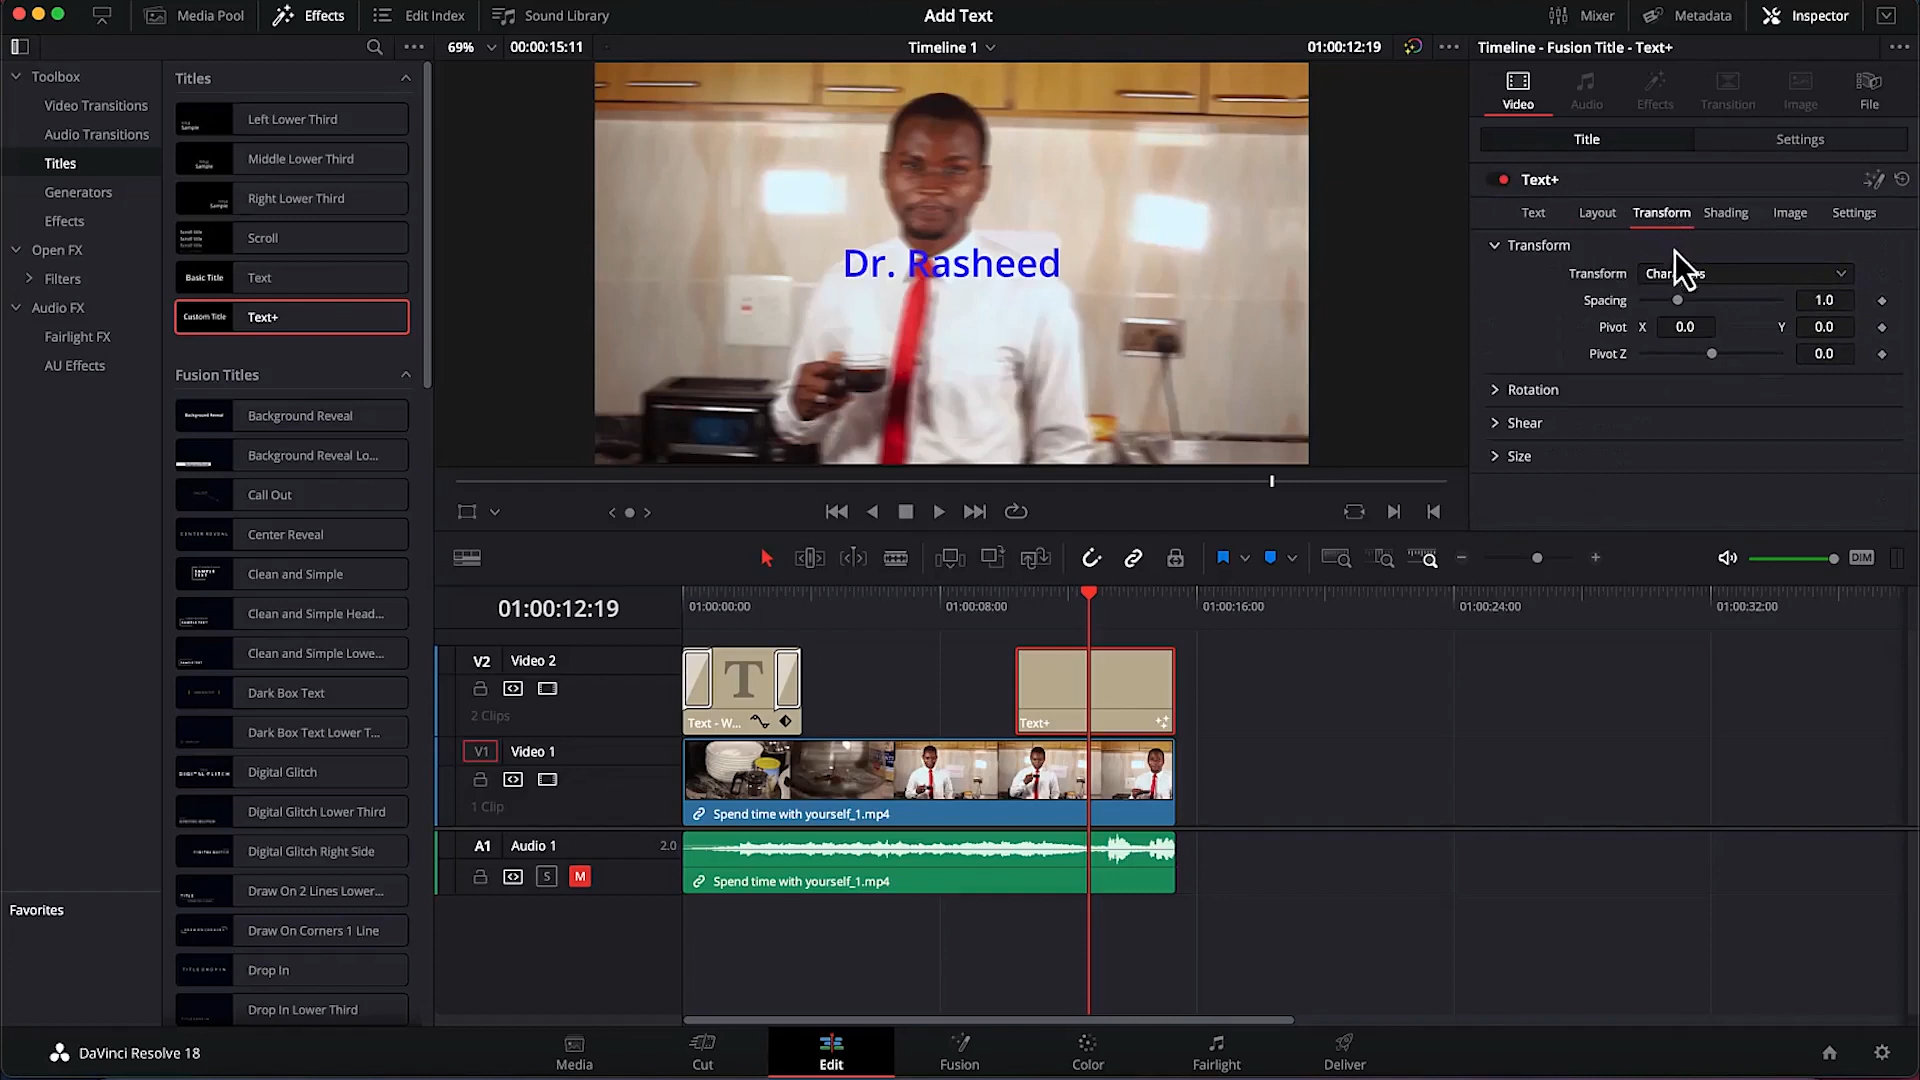 Media Pool
Effects
Edit Index
Sound Library
Add Text
Mixer
Metadata
Inspector
69%
00:00:15:11
Timeline 1
01:00:12:19
Timeline - Fusion Title - Text+
Toolbox
Video Transitions
Audio Transitions
Titles
Generators
Effects
Open FX
Filters
Audio FX
Fairlight FX
AU Effects
Favorites
Titles
Left Lower Third
Middle Lower Third
Right Lower Third
Scroll
Basic Title
Text
Custom Title
Text+
Fusion Titles
Background Reveal
Background Reveal Lo...
Call Out
Center Reveal
Clean and Simple
Clean and Simple Head...
Clean and Simple Lowe...
Dark Box Text
Dark Box Text Lower T...
Digital Glitch
Digital Glitch Lower Third
Digital Glitch Right Side
Draw On 2 Lines Lower...
Draw On Corners 1 Line
Drop In
Drop In Lower Third
Dr. Rasheed
Video
Audio
Effects
Transition
Image
File
Title
Settings
Text+
Text
Layout
Transform
Shading
Image
Settings
Transform
Transform
Spacing
1.0
Pivot
X
0.0
Y
0.0
Pivot Z
0.0
Rotation
Shear
Size
DIM
01:00:12:19
01:00:00:00
01:00:08:00
01:00:16:00
01:00:24:00
01:00:32:00
V2
Video 2
2 Clips
Text - W...
Text+
V1
Video 1
1 Clip
Spend time with yourself_1.mp4
A1
Audio 1
2.0
S
M
Spend time with yourself_1.mp4
DaVinci Resolve 18
Media
Cut
Edit
Fusion
Color
Fairlight
Deliver